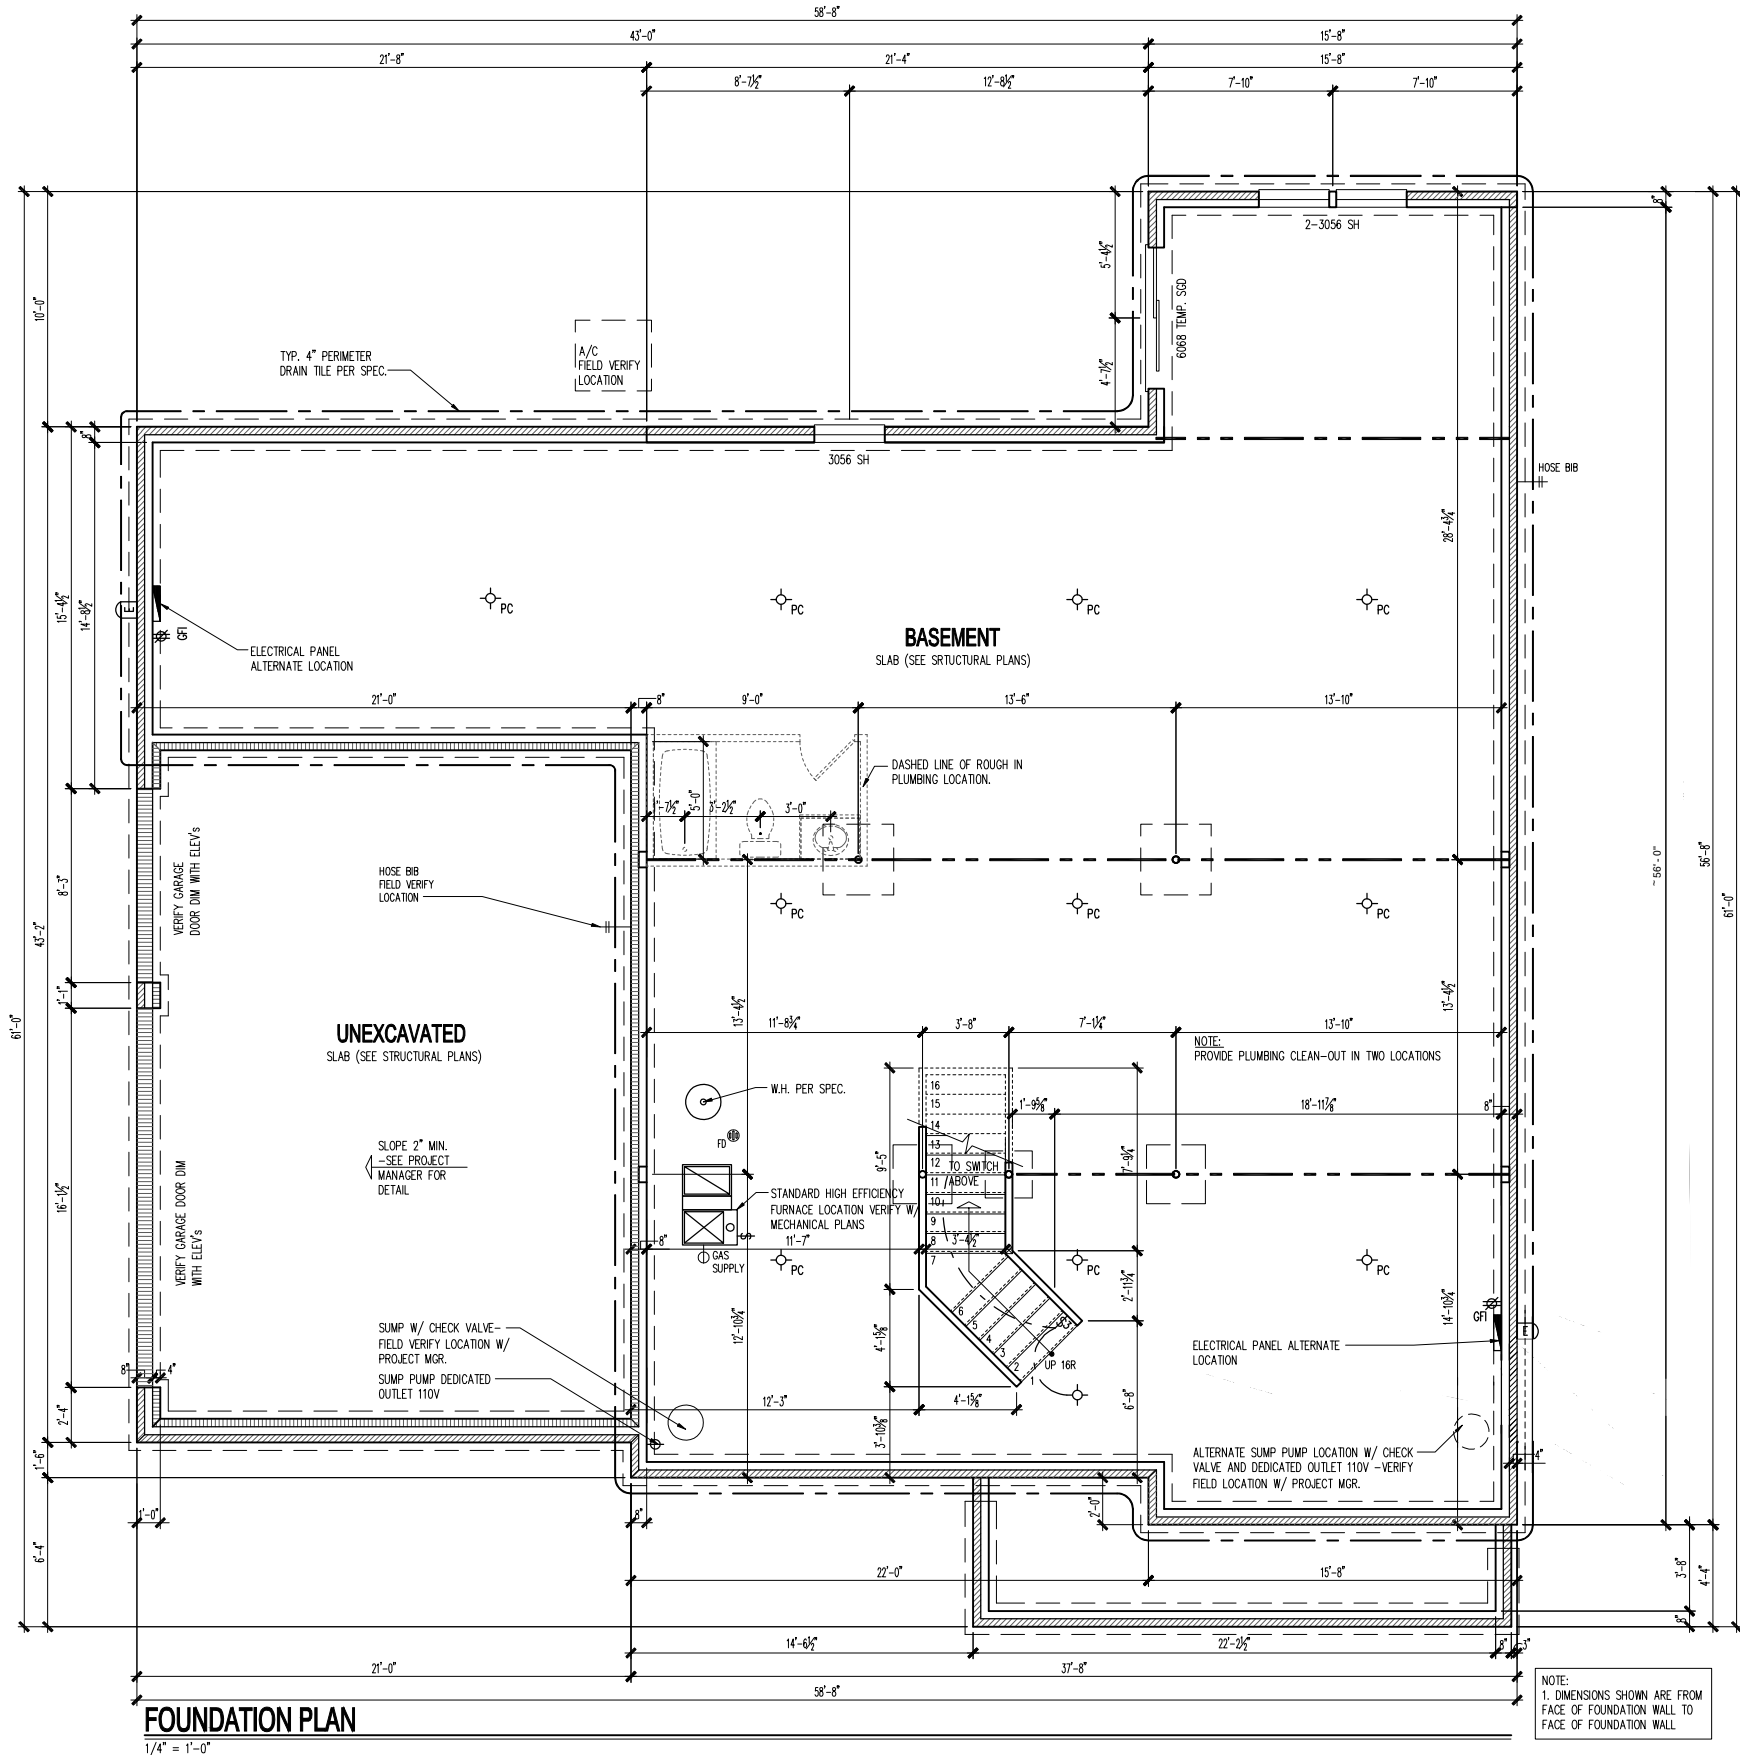 58'-8"
43'-0"
15'-8"
21'-8"
21'-4"
15'-8"
8'-7½"
12'-8½"
7'-10"
7'-10"
8"
2-3056 SH
5'-4½"
6068 TEMP. SGD
10'-0"
A/C
FIELD VERIFY
LOCATION
TYP. 4" PERIMETER
DRAIN TILE PER SPEC.
4'-7½"
8"
3056 SH
HOSE BIB
28'-4¾"
15'-4½"
14'-8½"
E
GFI
PC
PC
PC
PC
BASEMENT
SLAB (SEE SRTUCTURAL PLANS)
ELECTRICAL PANEL
ALTERNATE LOCATION
21'-0"
8"
9'-0"
13'-6"
13'-10"
DASHED LINE OF ROUGH IN
PLUMBING LOCATION.
5'-0"
3'-2½"
3'-0"
VERIFY GARAGE
DOOR DIM WITH ELEV's
8'-3"
HOSE BIB
FIELD VERIFY
LOCATION
~56'-0"
56'-8"
61'-0"
43'-2"
PC
PC
PC
1'-1"
61'-0"
UNEXCAVATED
SLAB (SEE STRUCTURAL PLANS)
13'-4½"
13'-4½"
11'-8¾"
3'-8"
7'-1¼"
13'-10"
NOTE:
PROVIDE PLUMBING CLEAN-OUT IN TWO LOCATIONS
W.H. PER SPEC.
16
15
14
13
12
11
10
9
8
7
6
5
4
3
2
1
1'-9⅝"
18'-11⅞"
8"
FD
9'-5"
7'-9¼"
TO SWITCH
ABOVE
SLOPE 2" MIN.
-SEE PROJECT
MANAGER FOR
DETAIL
16'-1½"
VERIFY GARAGE DOOR DIM
WITH ELEV's
STANDARD HIGH EFFICIENCY
FURNACE LOCATION VERIFY W/
MECHANICAL PLANS
S
8"
11'-7"
3'-4½"
GAS
SUPPLY
PC
PC
PC
2'-11¾"
14'-10¾"
12'-10¾"
4'-1⅝"
GFI
E
SUMP W/ CHECK VALVE-
FIELD VERIFY LOCATION W/
PROJECT MGR.
SUMP PUMP DEDICATED
OUTLET 110V
ELECTRICAL PANEL ALTERNATE
LOCATION
UP 16R
8"
4"
12'-3"
4'-1⅝"
6'-8"
2'-4"
3'-10⅜"
1'-6"
ALTERNATE SUMP PUMP LOCATION W/ CHECK
VALVE AND DEDICATED OUTLET 110V -VERIFY
FIELD LOCATION W/ PROJECT MGR.
4"
1'-0"
8"
2'-0"
6'-4"
22'-0"
15'-8"
3'-8"
4'-4"
8"
14'-6½"
22'-2½"
8"
3"
21'-0"
37'-8"
58'-8"
FOUNDATION PLAN
1/4" = 1'-0"
NOTE:
1. DIMENSIONS SHOWN ARE FROM
FACE OF FOUNDATION WALL TO
FACE OF FOUNDATION WALL